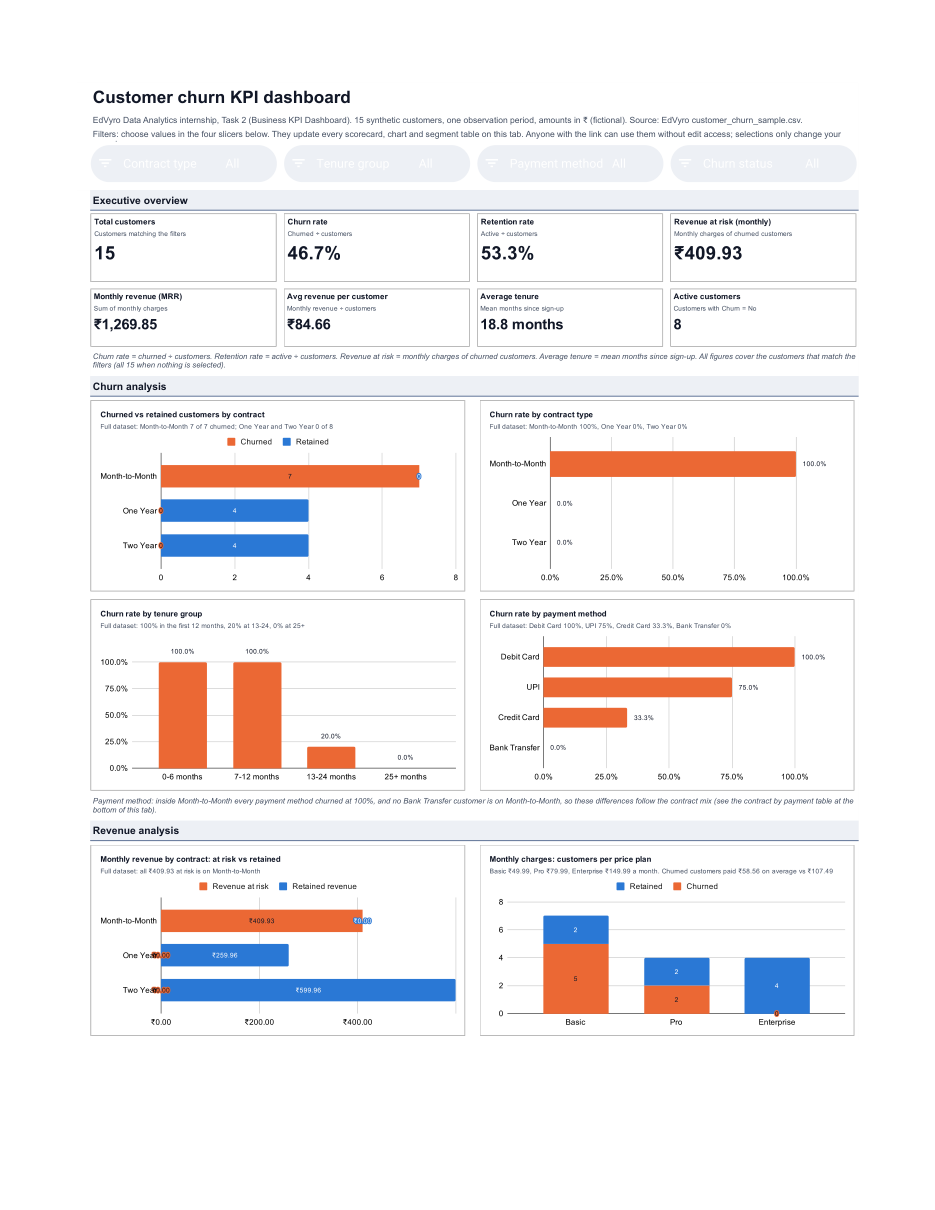 Customer churn KPI dashboard
EdVyro Data Analytics internship, Task 2 (Business KPI Dashboard). 15 synthetic customers, one observation period, amounts in ₹ (fictional). Source: EdVyro customer_churn_sample.csv.
Filters: choose values in the four slicers below. They update every scorecard, chart and segment table on this tab. Anyone with the link can use them without edit access; selections only change your
Contract type All Tenure group All Payment method All Churn status All
Executive overview
Total customers
Customers matching the filters
15
Churn rate
Churned ÷ customers
46.7%
Retention rate
Active ÷ customers
53.3%
Revenue at risk (monthly)
Monthly charges of churned customers
₹409.93
Monthly revenue (MRR)
Sum of monthly charges
₹1,269.85
Avg revenue per customer
Monthly revenue ÷ customers
₹84.66
Average tenure
Mean months since sign-up
18.8 months
Active customers
Customers with Churn = No
8
Churn rate = churned ÷ customers. Retention rate = active ÷ customers. Revenue at risk = monthly charges of churned customers. Average tenure = mean months since sign-up. All figures cover the customers that match the
filters (all 15 when nothing is selected).
Churn analysis
Churned vs retained customers by contract
Full dataset: Month-to-Month 7 of 7 churned; One Year and Two Year 0 of 8
Churned Retained
Month-to-Month 7 0
One Year 0 4
Two Year 0 4
0 2 4 6 8
Churn rate by contract type
Full dataset: Month-to-Month 100%, One Year 0%, Two Year 0%
Month-to-Month 100.0%
One Year 0.0%
Two Year 0.0%
0.0% 25.0% 50.0% 75.0% 100.0%
Churn rate by tenure group
Full dataset: 100% in the first 12 months, 20% at 13-24, 0% at 25+
100.0% 100.0%
100.0%
75.0%
50.0%
25.0% 20.0%
0.0% 0.0%
0-6 months 7-12 months 13-24 months 25+ months
Churn rate by payment method
Full dataset: Debit Card 100%, UPI 75%, Credit Card 33.3%, Bank Transfer 0%
Debit Card 100.0%
UPI 75.0%
Credit Card 33.3%
Bank Transfer 0.0%
0.0% 25.0% 50.0% 75.0% 100.0%
Payment method: inside Month-to-Month every payment method churned at 100%, and no Bank Transfer customer is on Month-to-Month, so these differences follow the contract mix (see the contract by payment table at the
bottom of this tab).
Revenue analysis
Monthly revenue by contract: at risk vs retained
Full dataset: all ₹409.93 at risk is on Month-to-Month
Revenue at risk Retained revenue
Month-to-Month ₹409.93 ₹0.00
One Year ₹0.00 ₹259.96
Two Year ₹0.00 ₹599.96
₹0.00 ₹200.00 ₹400.00
Monthly charges: customers per price plan
Basic ₹49.99, Pro ₹79.99, Enterprise ₹149.99 a month. Churned customers paid ₹58.56 on average vs ₹107.49
Retained Churned
8
6 2
4 2 4
5
2 2
0 0
Basic Pro Enterprise